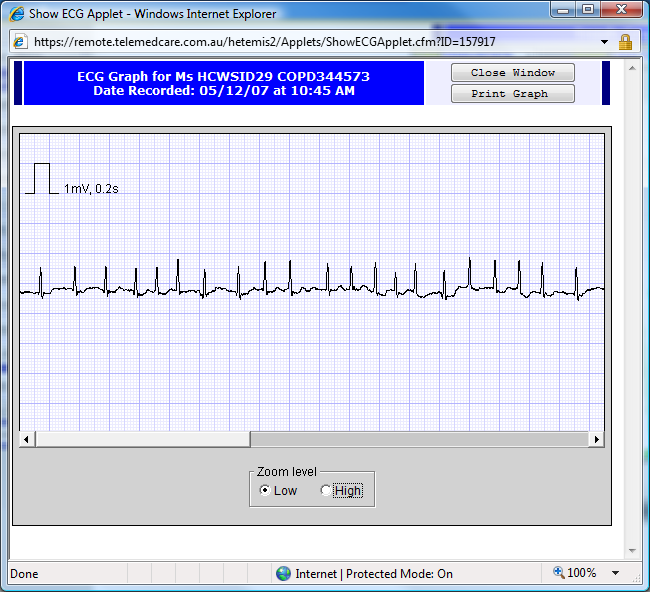 Show ECG Applet - Windows Internet Explorer
https://remote.telemedcare.com.au/hetemis2/Applets/ShowECGApplet.cfm?ID=157917
ECG Graph for Ms HCWSID29 COPD344573
Date Recorded: 05/12/07 at 10:45 AM
Close Window
Print Graph
1mV, 0.2s
Zoom level
Low High
Done Internet | Protected Mode: On 100%